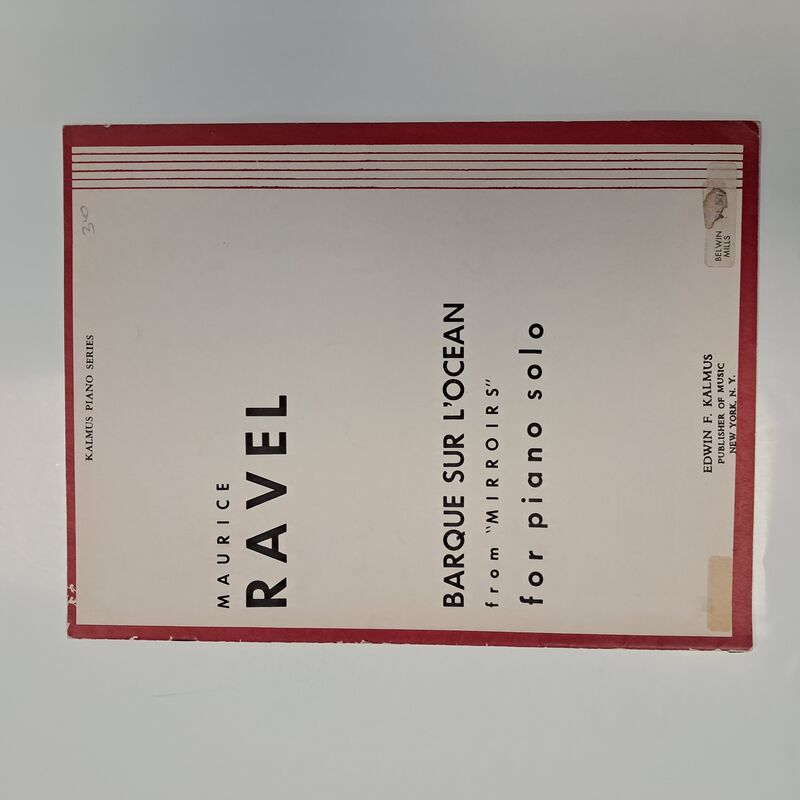 340
KALMUS PIANO SERIES
MAURICE
RAVEL
BARQUE SUR L'OCEAN
from "MIRROIRS"
for piano solo
EDWIN F. KALMUS
PUBLISHER OF MUSIC
NEW YORK, N. Y.
BELWIN
MILLS